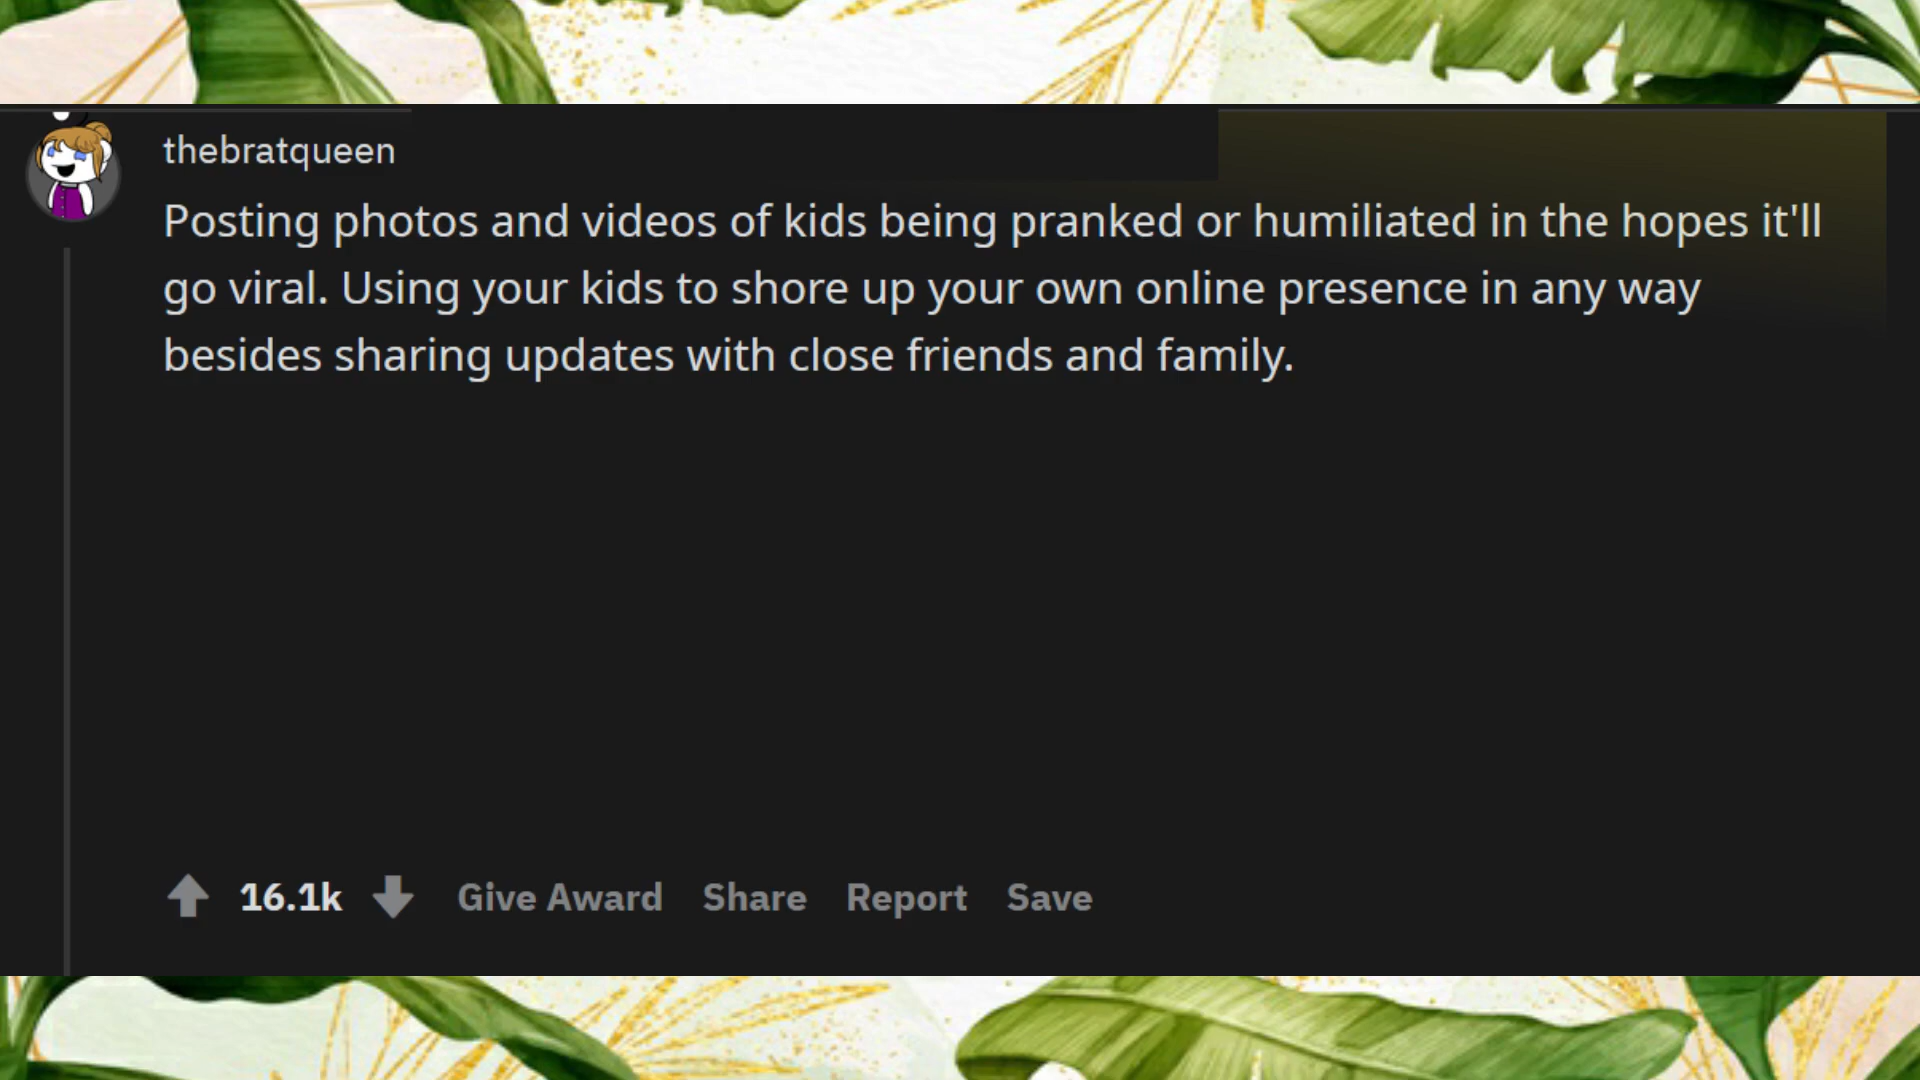 thebratqueen
Posting photos and videos of kids being pranked or humiliated in the hopes it'll
go viral. Using your kids to shore up your own online presence in any way
besides sharing updates with close friends and family.
16.1k Give Award Share Report Save